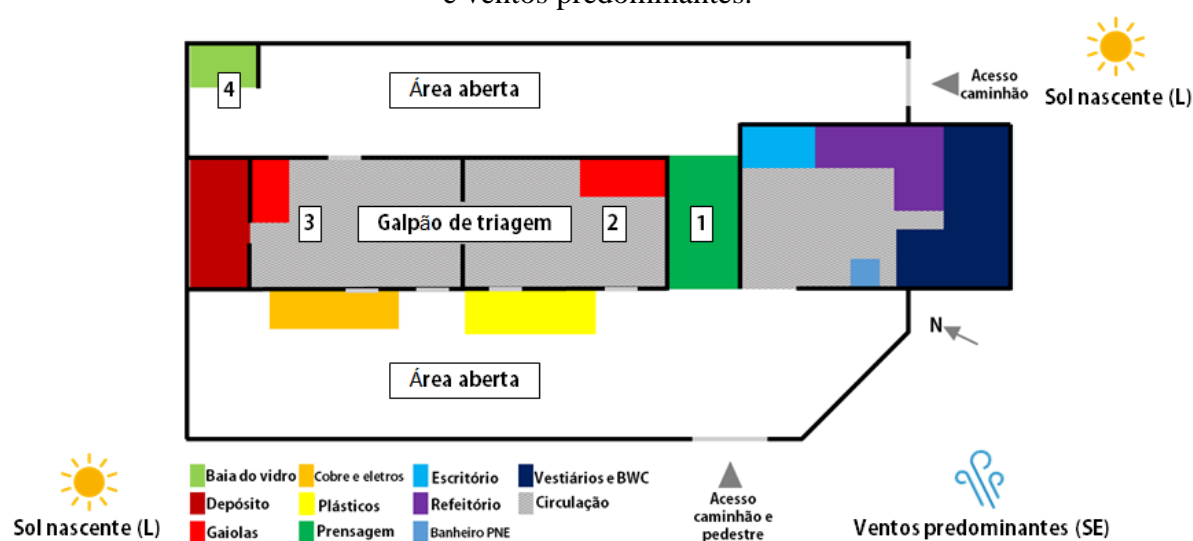 e ventos predominantes.
Área aberta
Acesso
caminhão
Sol nascente (L)
4
3
Galpão de triagem
2
1
N
Área aberta
Sol nascente (L)
Baia do vidro
Cobre e eletros
Escritório
Vestiários e BWC
Depósito
Plásticos
Refeitório
Circulação
Gaiolas
Prensagem
Banheiro PNE
Acesso
caminhão e
pedestre
Ventos predominantes (SE)